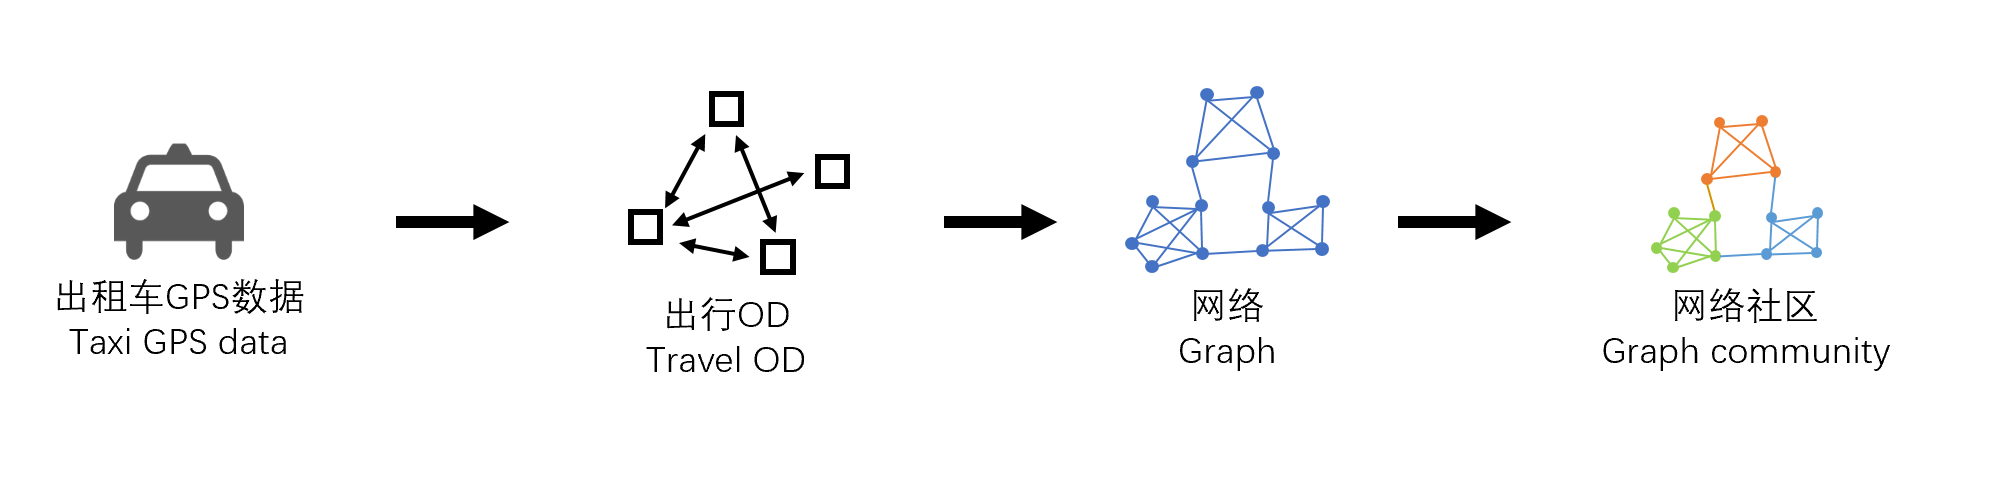 出租车GPS数据
Taxi GPS data
出行OD
Travel OD
网络
Graph
网络社区
Graph community